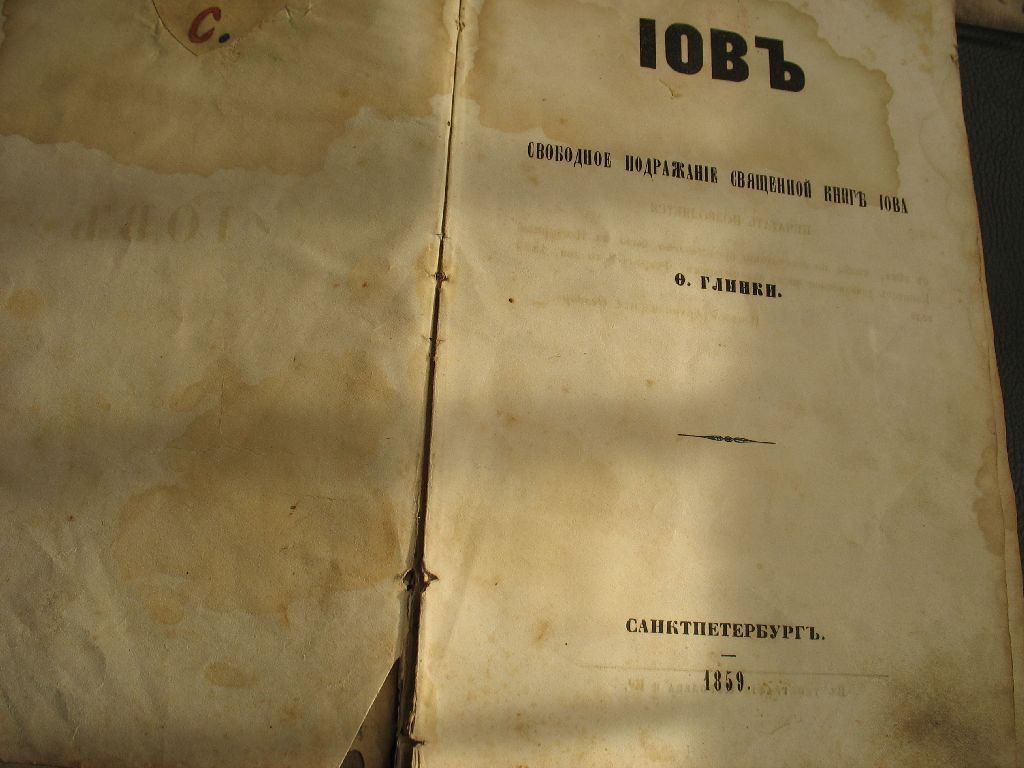 С.
ІОВЪ
СВОБОДНОЕ ПОДРАЖАНІЕ СВЯЩЕННОЙ КНИГѢ ІОВА
Ѳ. ГЛИНКИ.
САНКТПЕТЕРБУРГЪ.
1859.